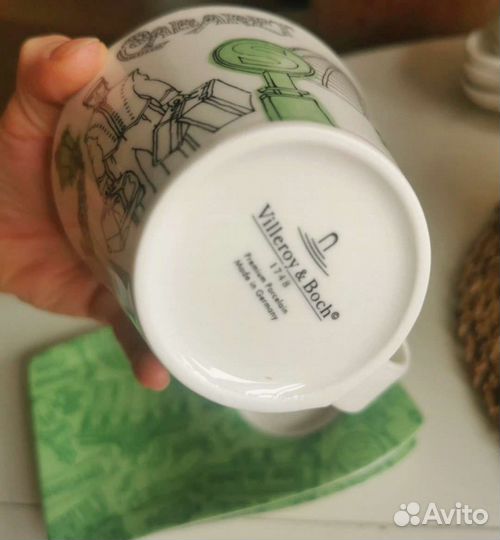 Villeroy & Boch©
1748
Premium Porcelain
Made in Germany
Avito